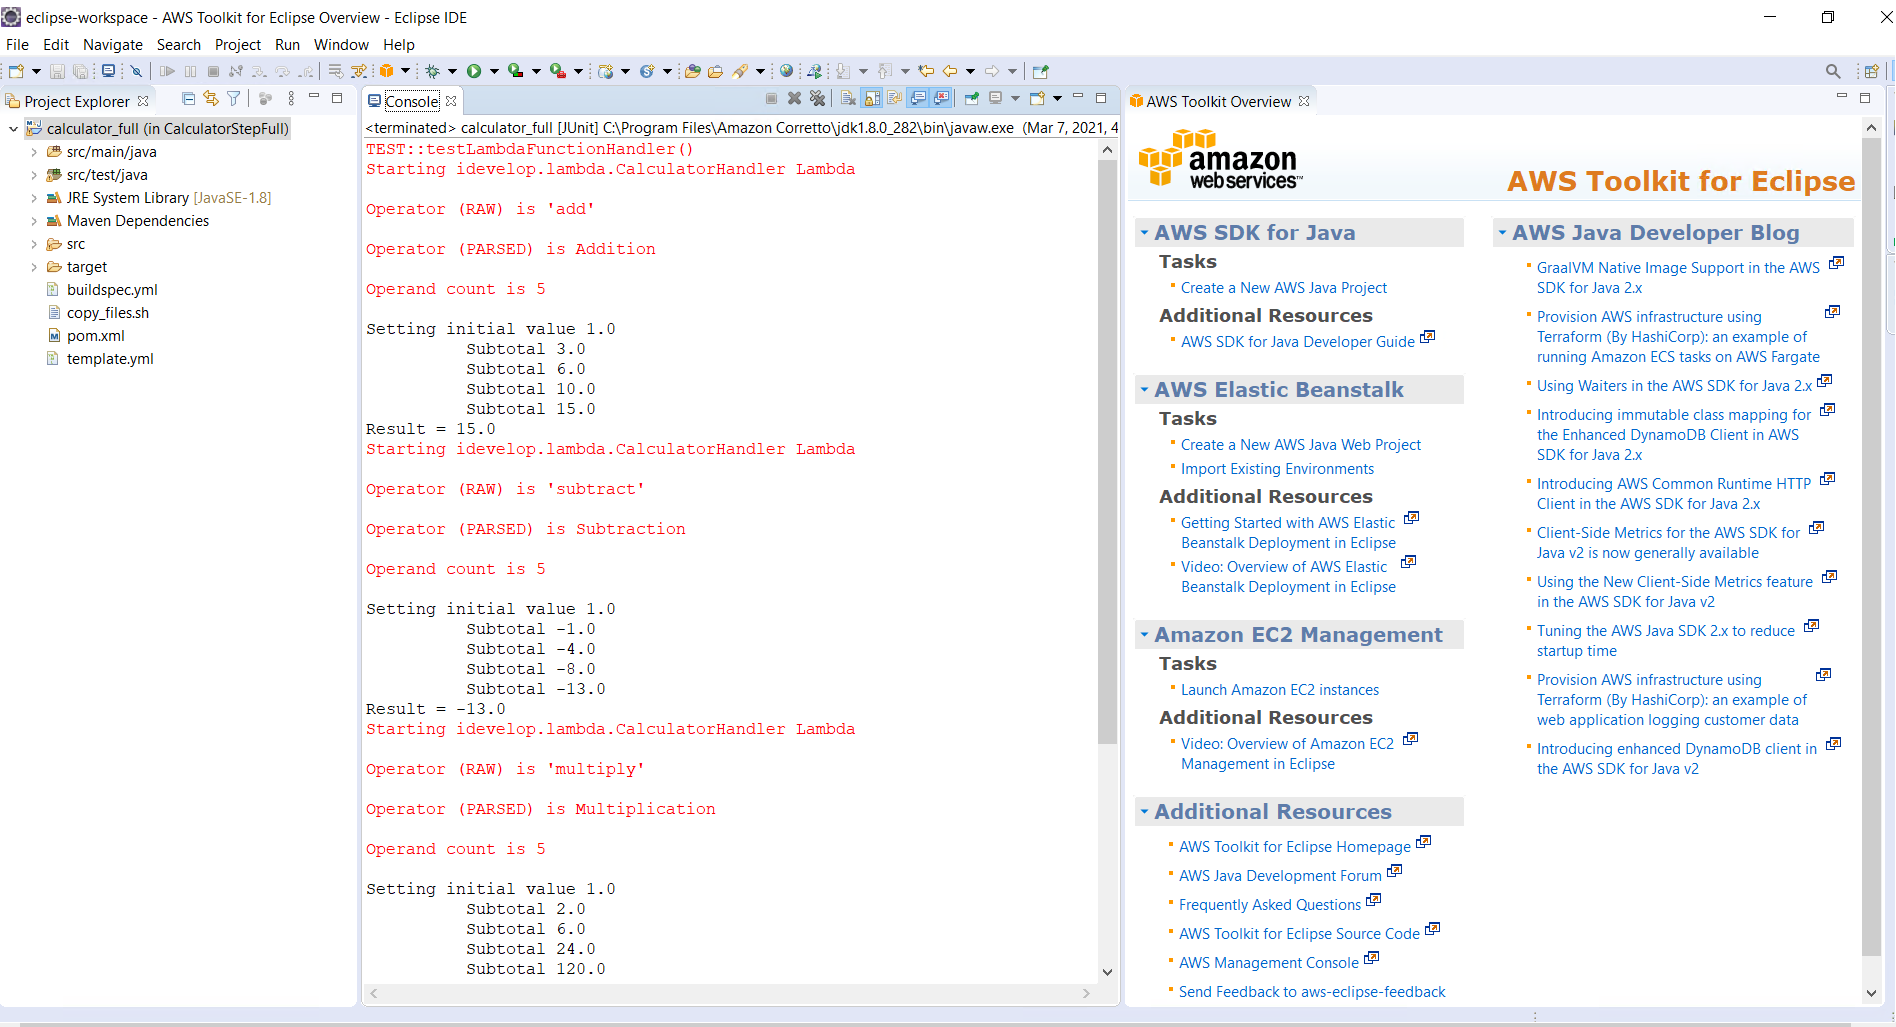 eclipse-workspace - AWS Toolkit for Eclipse Overview - Eclipse IDE
File Edit Navigate Search Project Run Window Help
Project Explorer
calculator_full (in CalculatorStepFull)
src/main/java
src/test/java
JRE System Library [JavaSE-1.8]
Maven Dependencies
src
target
buildspec.yml
copy_files.sh
pom.xml
template.yml
Console
<terminated> calculator_full [JUnit] C:\Program Files\Amazon Corretto\jdk1.8.0_282\bin\javaw.exe (Mar 7, 2021, 4
TEST::testLambdaFunctionHandler()
Starting idevelop.lambda.CalculatorHandler Lambda
Operator (RAW) is 'add'
Operator (PARSED) is Addition
Operand count is 5
Setting initial value 1.0
Subtotal 3.0
Subtotal 6.0
Subtotal 10.0
Subtotal 15.0
Result = 15.0
Starting idevelop.lambda.CalculatorHandler Lambda
Operator (RAW) is 'subtract'
Operator (PARSED) is Subtraction
Operand count is 5
Setting initial value 1.0
Subtotal -1.0
Subtotal -4.0
Subtotal -8.0
Subtotal -13.0
Result = -13.0
Starting idevelop.lambda.CalculatorHandler Lambda
Operator (RAW) is 'multiply'
Operator (PARSED) is Multiplication
Operand count is 5
Setting initial value 1.0
Subtotal 2.0
Subtotal 6.0
Subtotal 24.0
Subtotal 120.0
AWS Toolkit Overview
amazon
web services™
AWS Toolkit for Eclipse
AWS SDK for Java
Tasks
Create a New AWS Java Project
Additional Resources
AWS SDK for Java Developer Guide
AWS Elastic Beanstalk
Tasks
Create a New AWS Java Web Project
Import Existing Environments
Additional Resources
Getting Started with AWS Elastic
Beanstalk Deployment in Eclipse
Video: Overview of AWS Elastic
Beanstalk Deployment in Eclipse
Amazon EC2 Management
Tasks
Launch Amazon EC2 instances
Additional Resources
Video: Overview of Amazon EC2
Management in Eclipse
Additional Resources
AWS Toolkit for Eclipse Homepage
AWS Java Development Forum
Frequently Asked Questions
AWS Toolkit for Eclipse Source Code
AWS Management Console
Send Feedback to aws-eclipse-feedback
AWS Java Developer Blog
GraalVM Native Image Support in the AWS
SDK for Java 2.x
Provision AWS infrastructure using
Terraform (By HashiCorp): an example of
running Amazon ECS tasks on AWS Fargate
Using Waiters in the AWS SDK for Java 2.x
Introducing immutable class mapping for
the Enhanced DynamoDB Client in AWS
SDK for Java 2.x
Introducing AWS Common Runtime HTTP
Client in the AWS SDK for Java 2.x
Client-Side Metrics for the AWS SDK for
Java v2 is now generally available
Using the New Client-Side Metrics feature
in the AWS SDK for Java v2
Tuning the AWS Java SDK 2.x to reduce
startup time
Provision AWS infrastructure using
Terraform (By HashiCorp): an example of
web application logging customer data
Introducing enhanced DynamoDB client in
the AWS SDK for Java v2